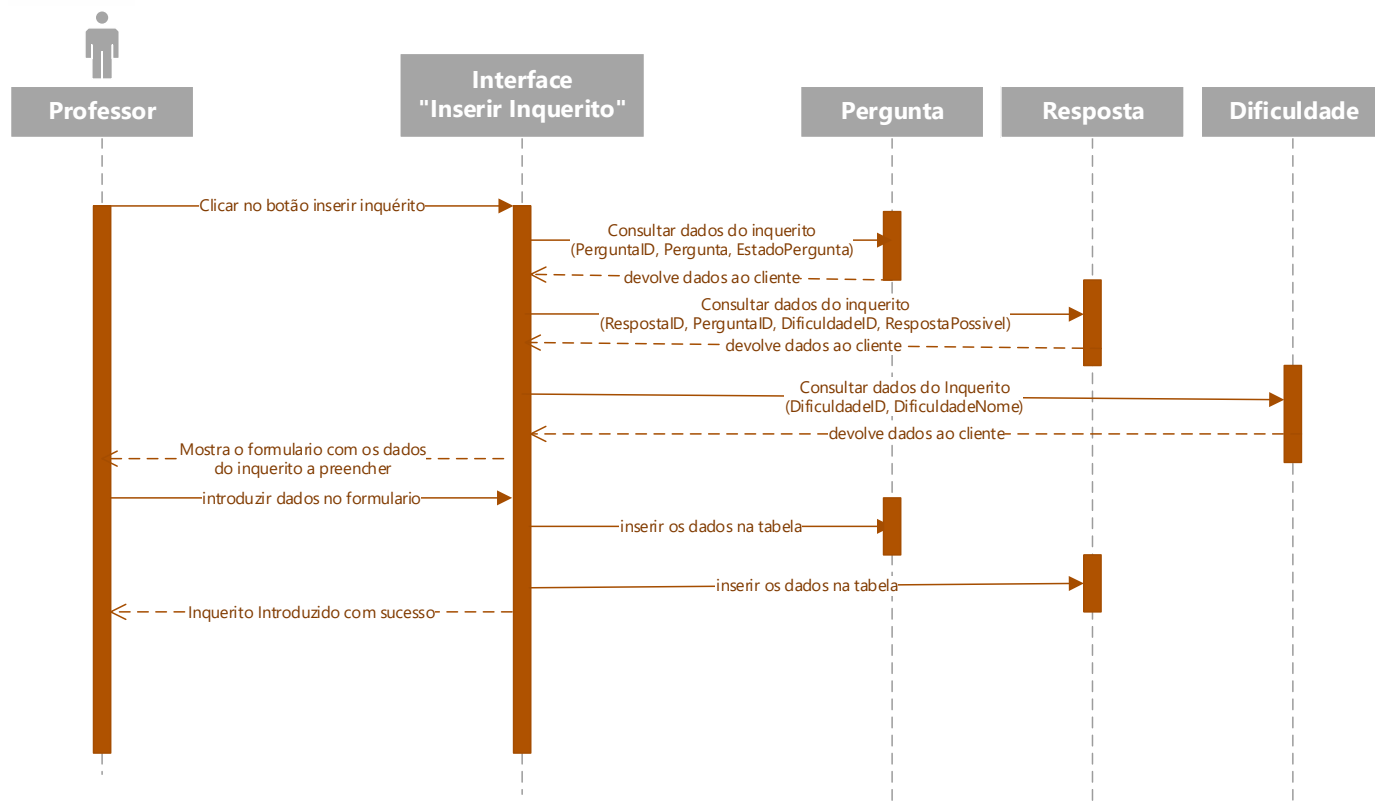 Professor
Interface
"Inserir Inquerito"
Pergunta
Resposta
Dificuldade
Clicar no botão inserir inquérito
Consultar dados do inquerito
(PerguntaID, Pergunta, EstadoPergunta)
devolve dados ao cliente
Consultar dados do inquerito
(RespostaID, PerguntaID, DificuldadeID, RespostaPossivel)
devolve dados ao cliente
Consultar dados do Inquerito
(DificuldadeID, DificuldadeNome)
devolve dados ao cliente
Mostra o formulario com os dados
do inquerito a preencher
introduzir dados no formulario
inserir os dados na tabela
inserir os dados na tabela
Inquerito Introduzido com sucesso